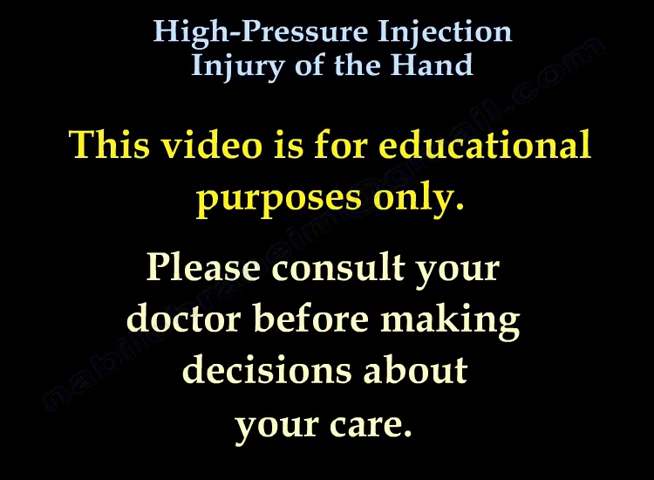 High-Pressure Injection
Injury of the Hand
This video is for educational
purposes only.
Please consult your
doctor before making
decisions about
your care.